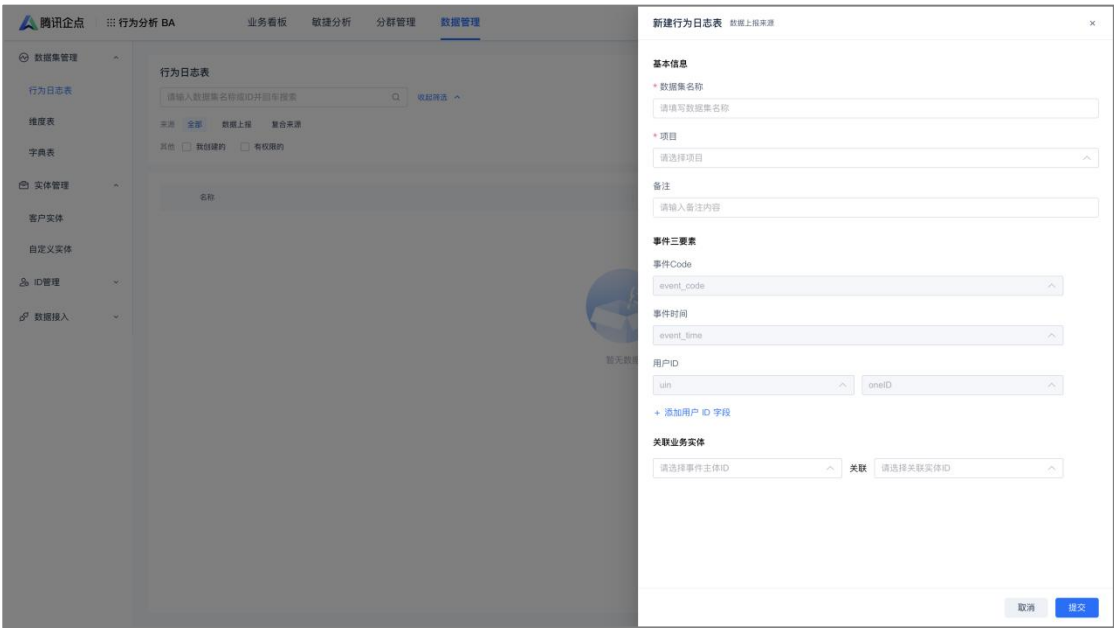 腾讯企点 行为分析 BA 业务看板 敏捷分析 分群管理 数据管理
数据集管理
行为日志表
维度表
字典表
实体管理
客户实体
自定义实体
ID管理
数据接入
行为日志表
请输入数据集名称或ID并回车搜索 收起筛选
来源 全部 数据上报 复合来源
其他 我创建的 有权限的
名称
暂无数据
新建行为日志表 数据上报来源 ×
基本信息
* 数据集名称
请填写数据集名称
* 项目
请选择项目
备注
请输入备注内容
事件三要素
事件Code
event_code
事件时间
event_time
用户ID
uin oneID
+ 添加用户 ID 字段
关联业务实体
请选择事件主体ID 关联 请选择关联实体ID
取消 提交